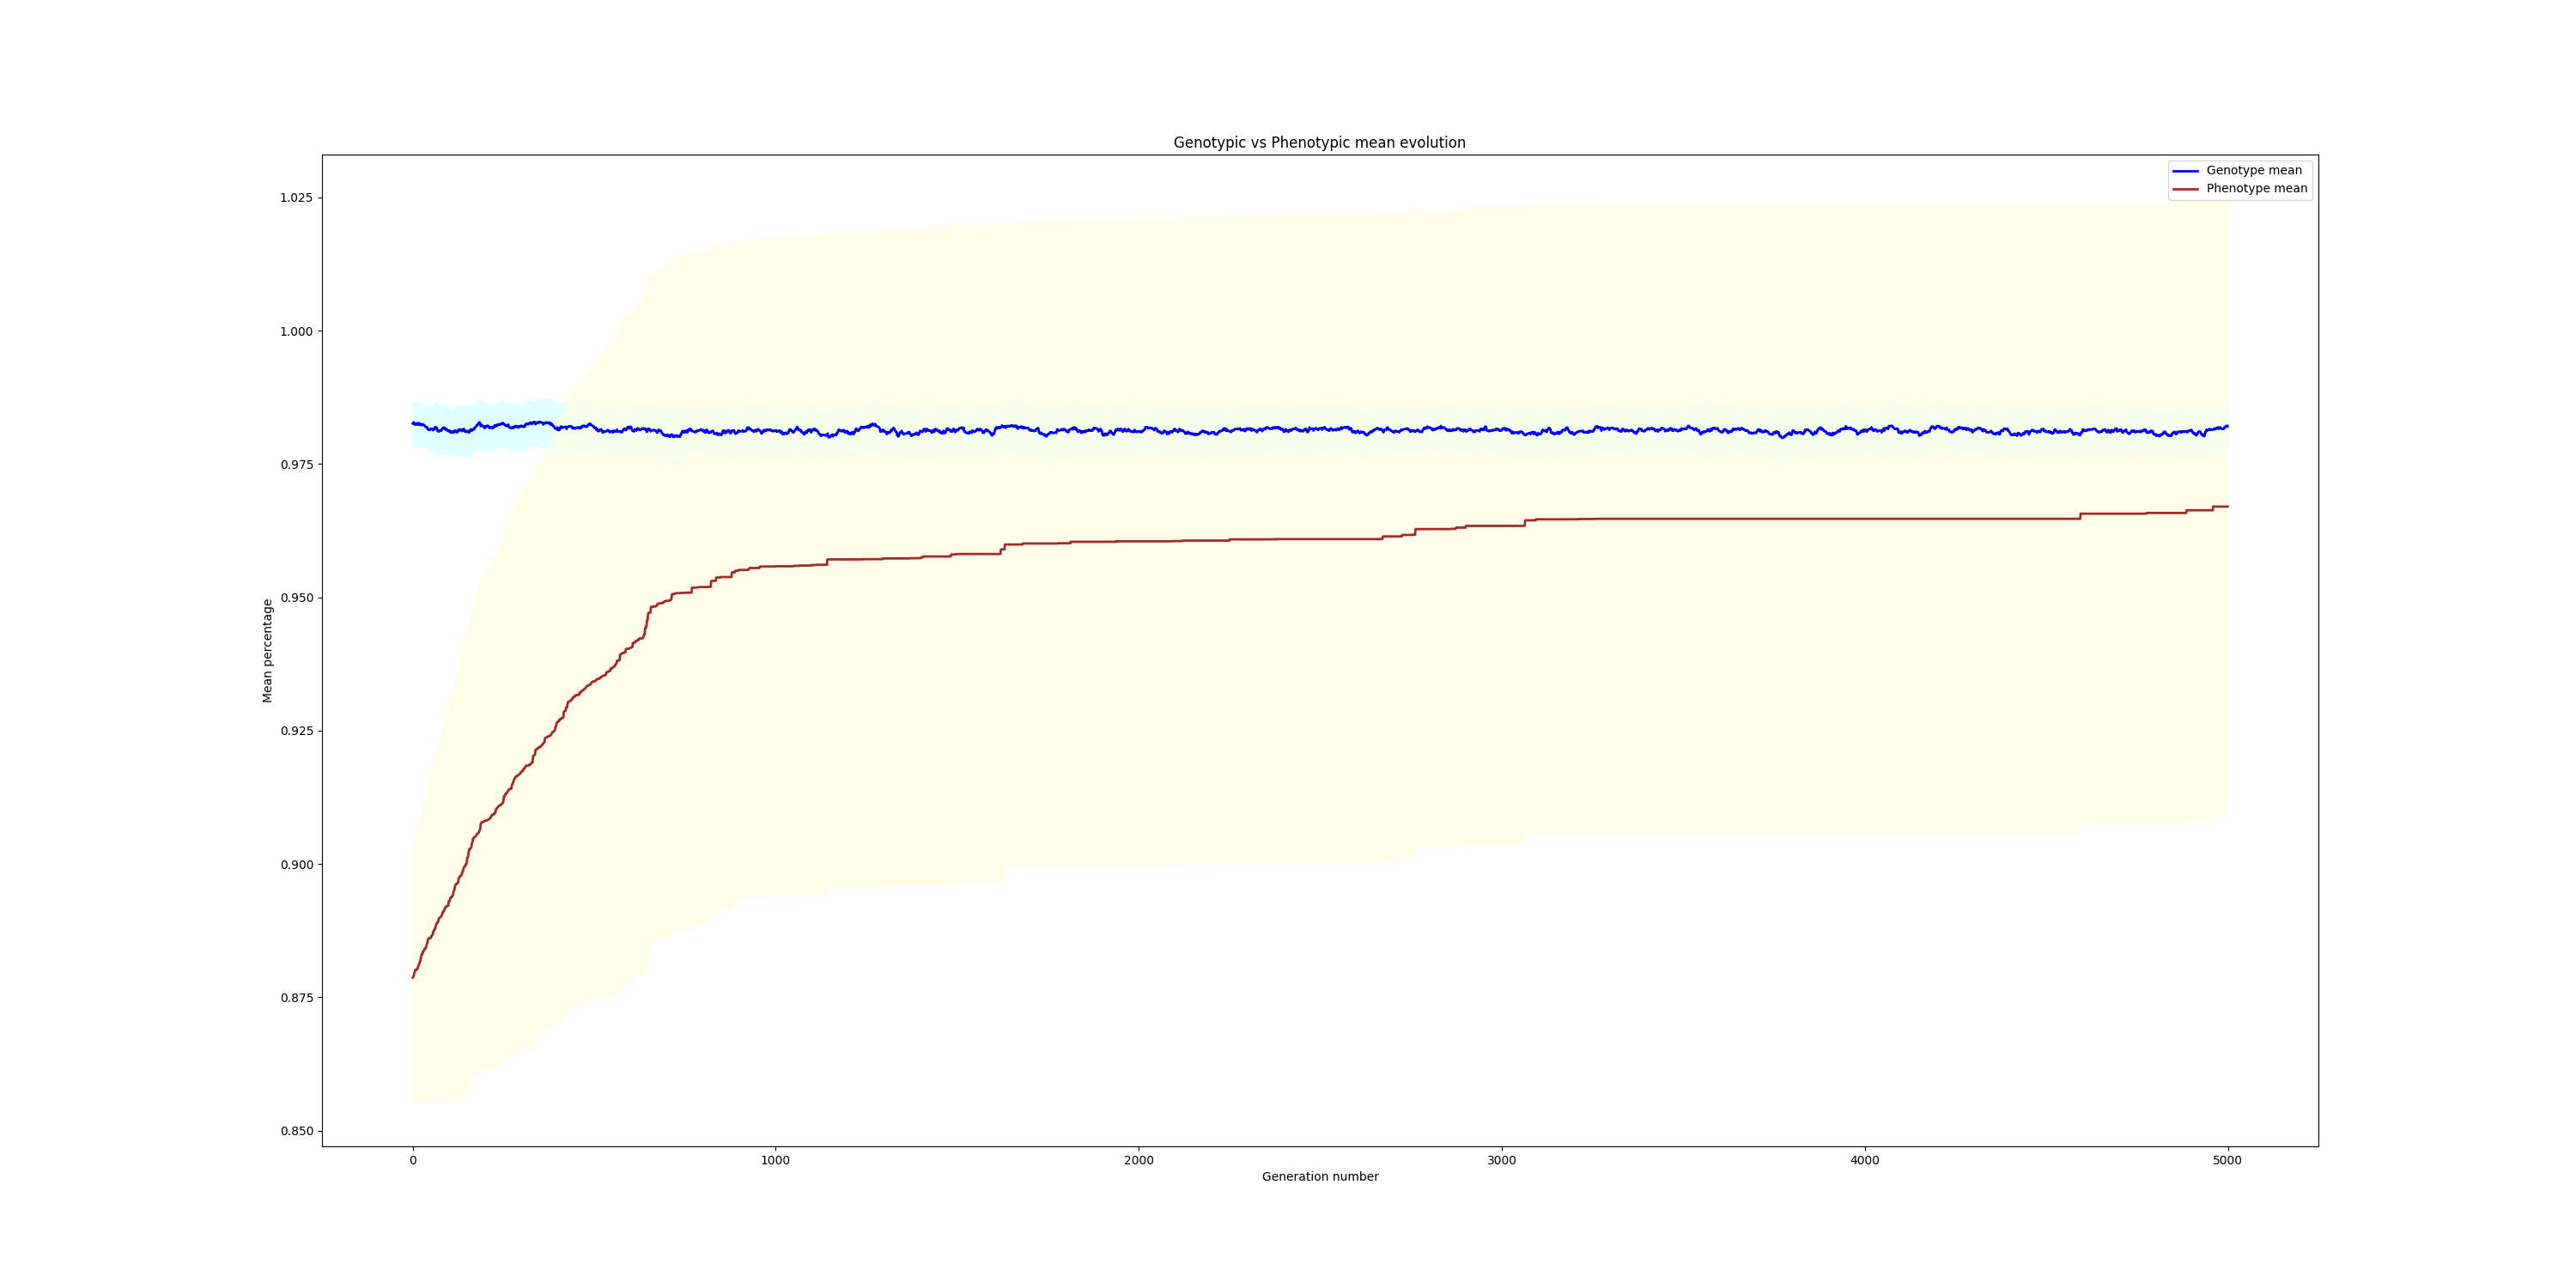 Genotypic vs Phenotypic mean evolution
Genotype mean
Phenotype mean
1.025
1.000
0.975
0.950
0.925
0.900
0.875
0.850
Mean percentage
0 1000 2000 3000 4000 5000
Generation number